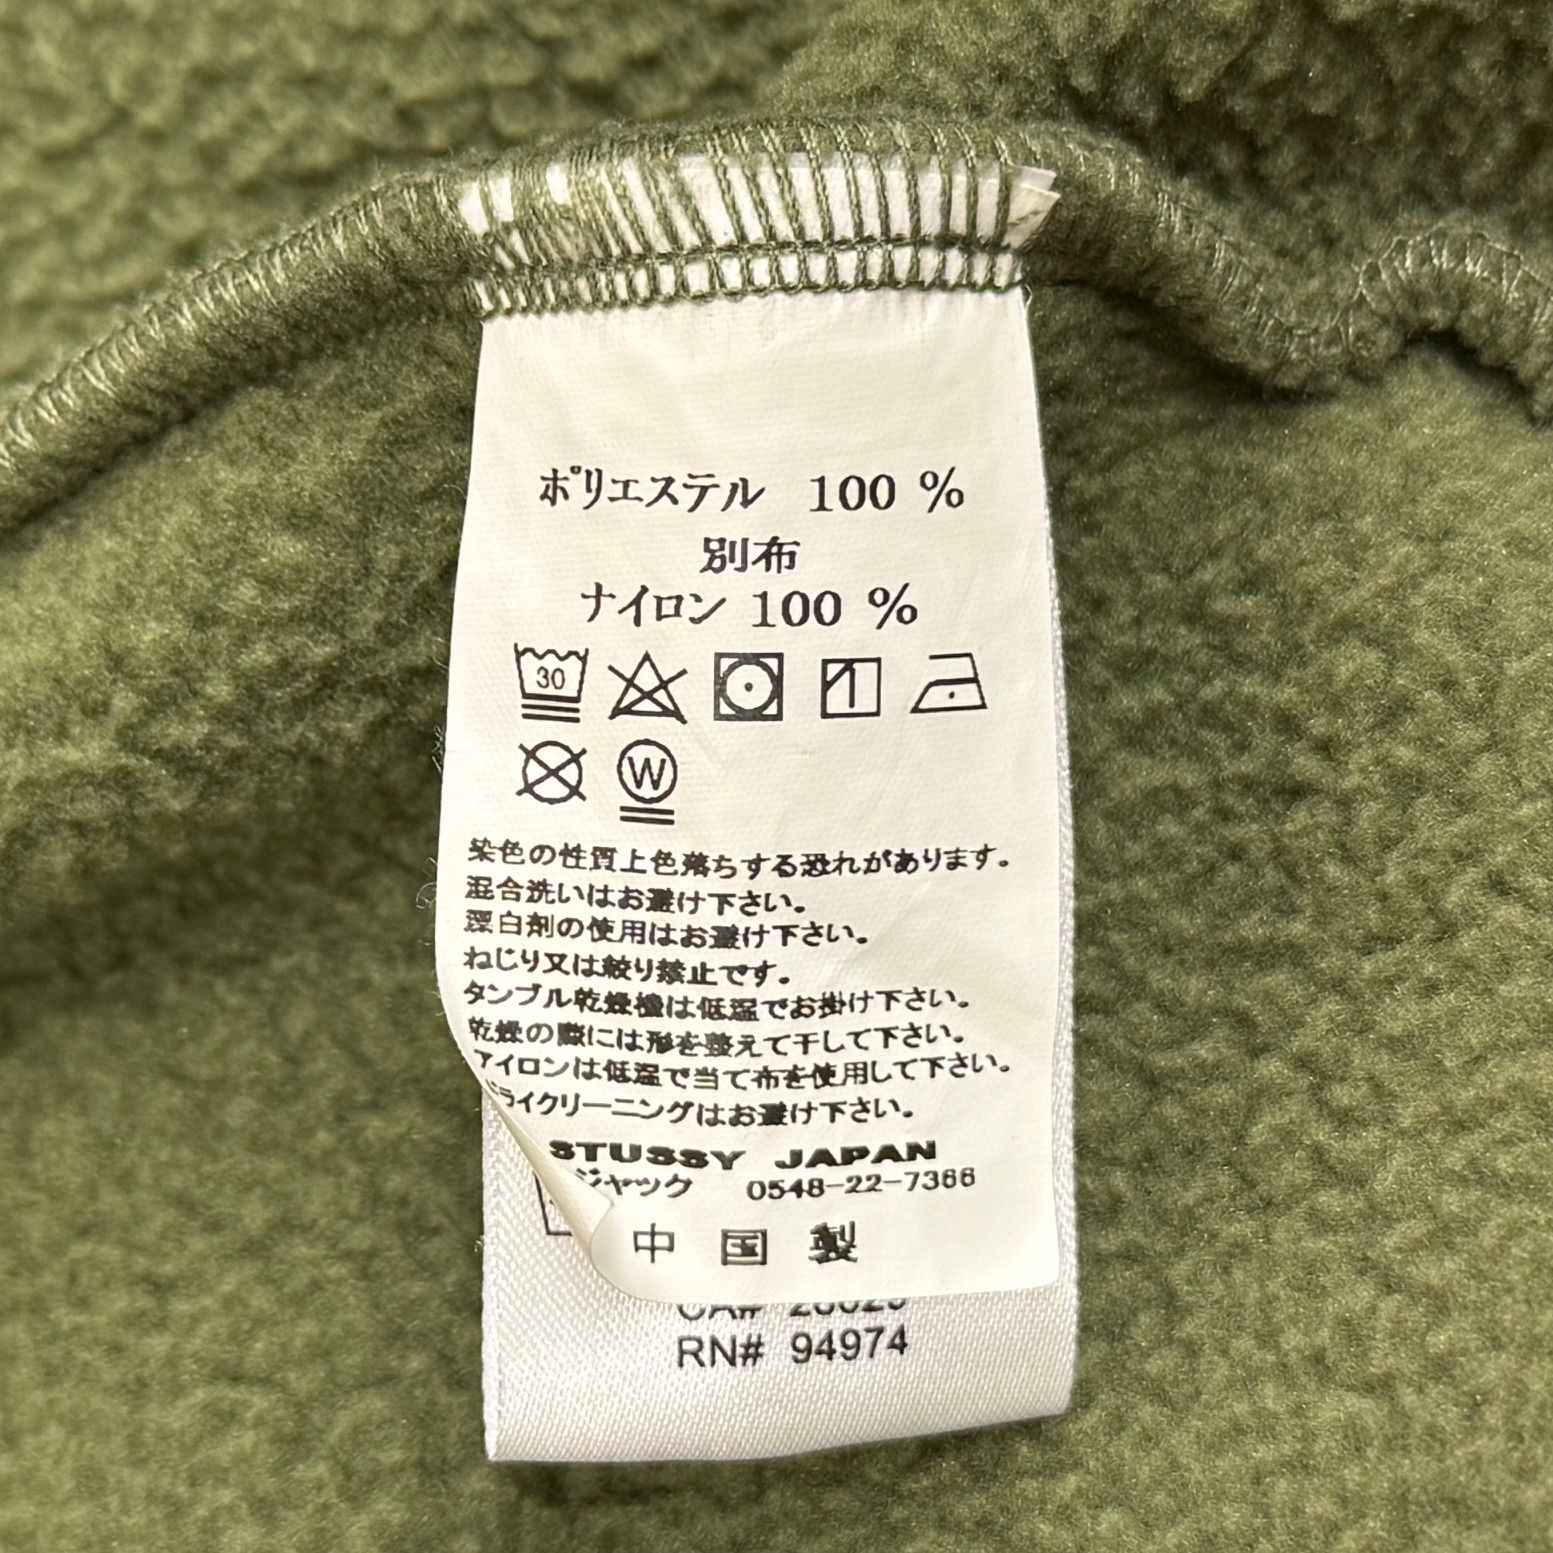 ポリエステル 100 %
別布
ナイロン 100 %
30
W
染色の性質上色落ちする恐れがあります。
混合洗いはお避け下さい。
漂白剤の使用はお避け下さい。
ねじり又は絞り禁止です。
タンブル乾燥機は低温でお掛け下さい。
乾燥の際には形を整えて干して下さい。
アイロンは低温で当て布を使用して下さい。
ドライクリーニングはお避け下さい。
STUSSY JAPAN
ジャック 0548-22-7366
中国製
CA#
RN# 94974